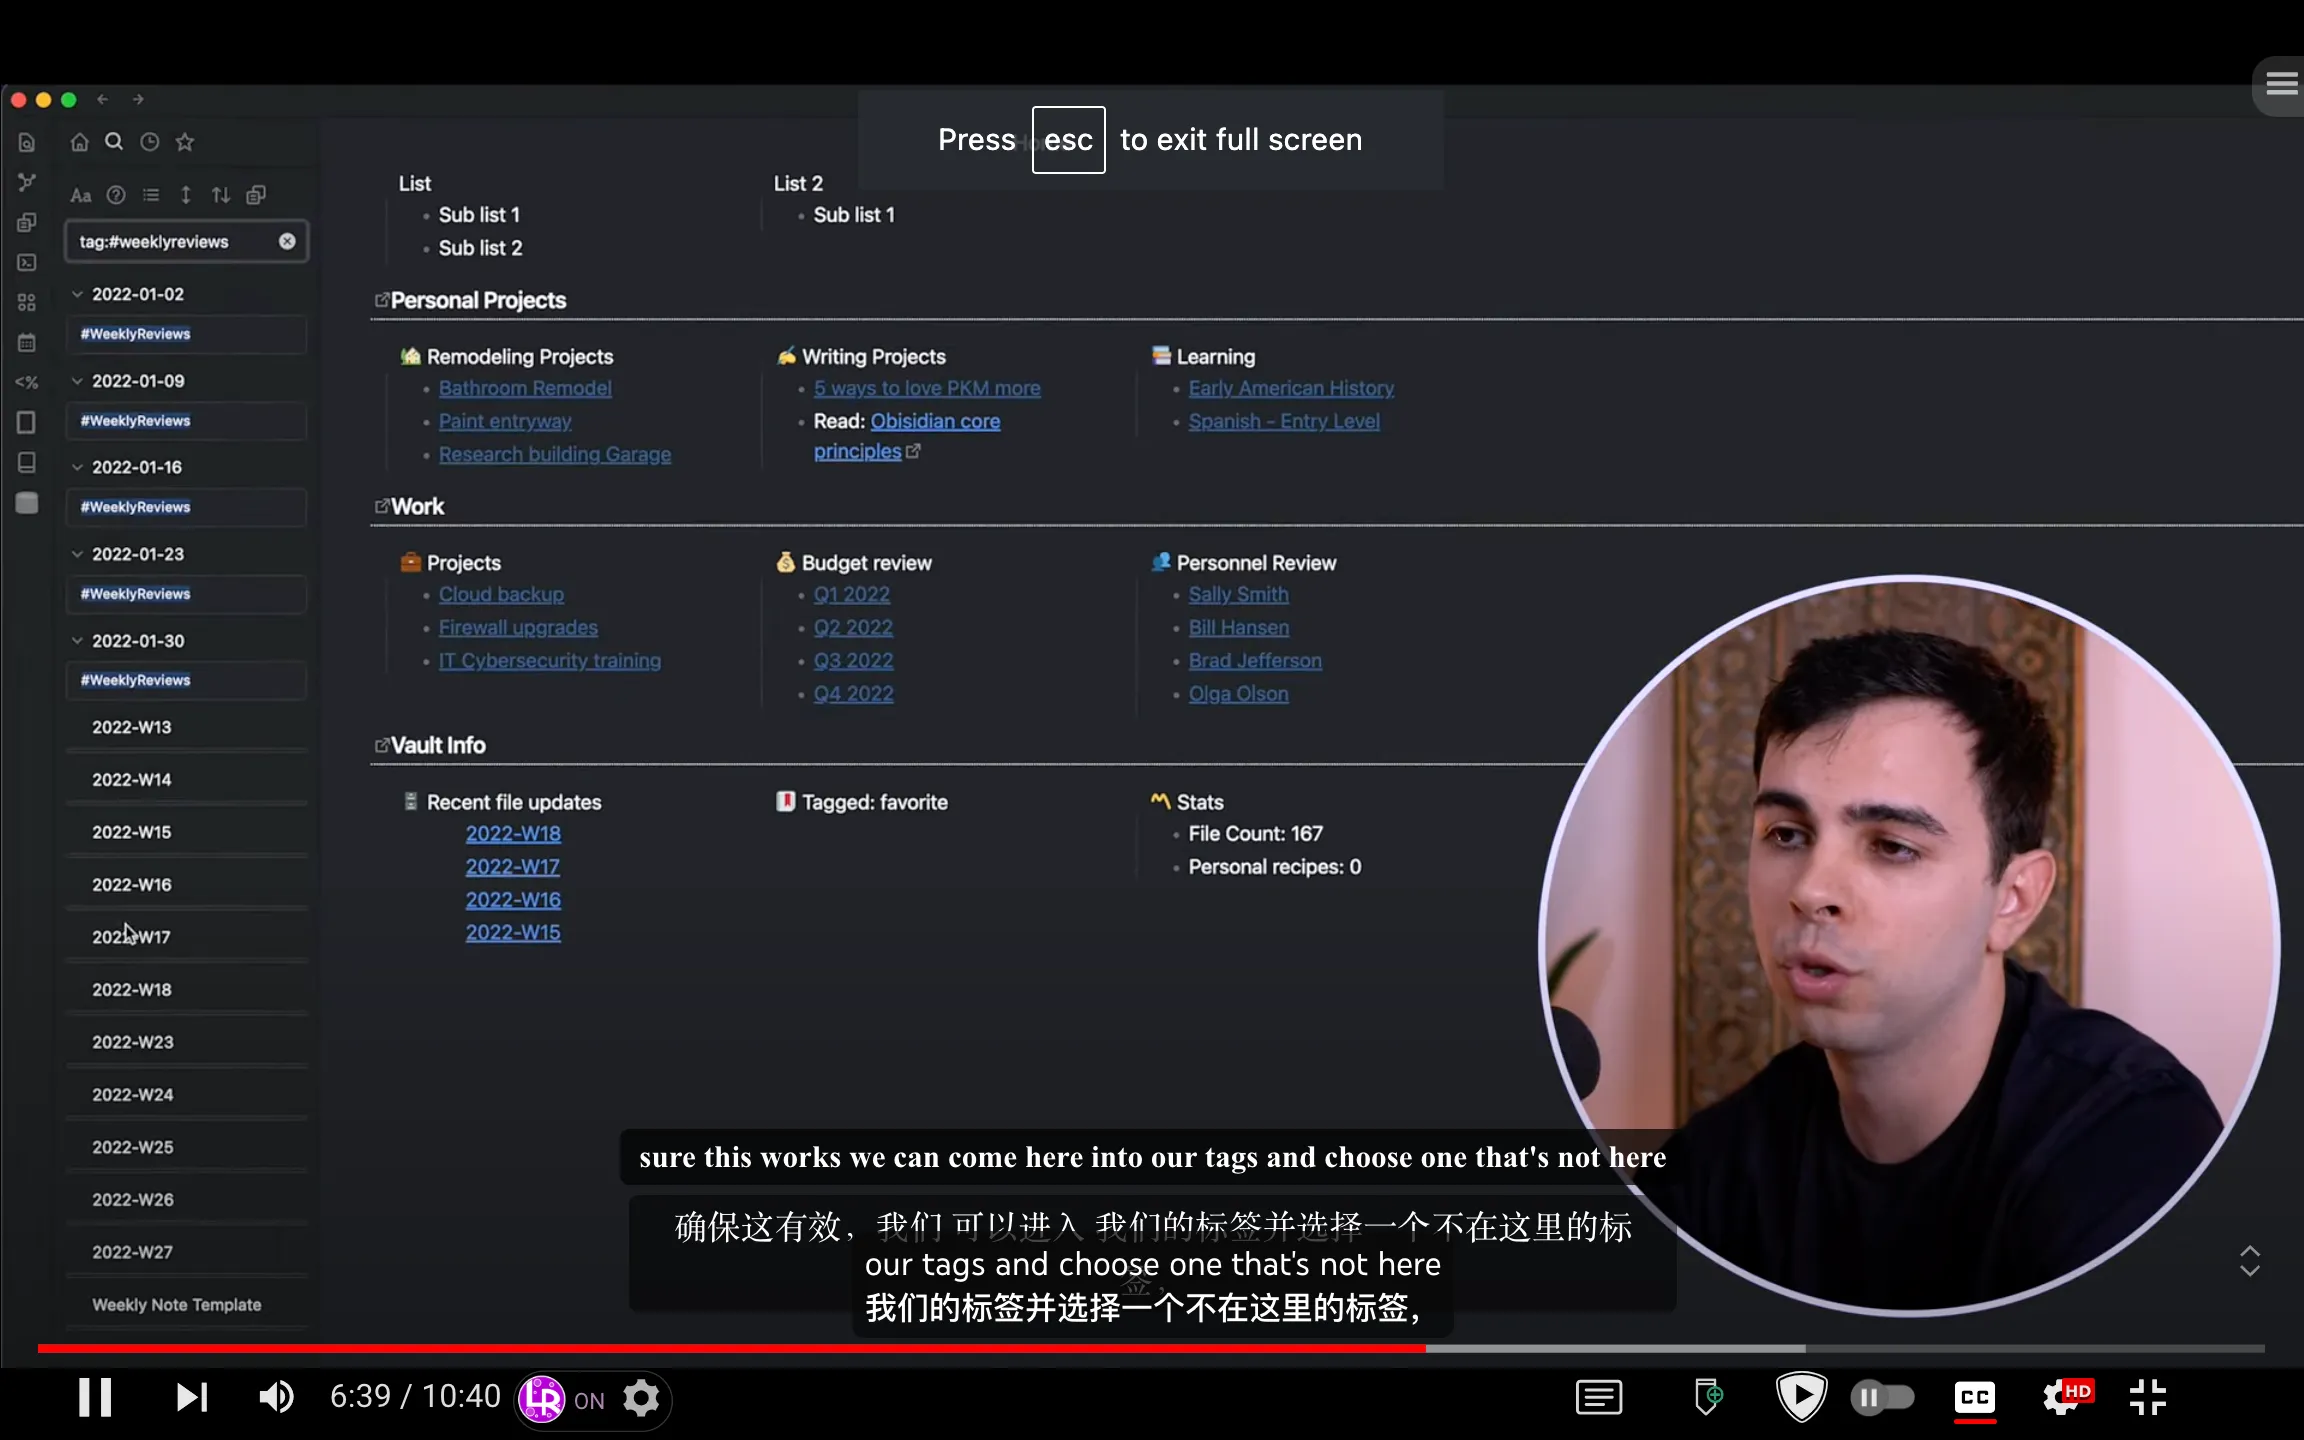 Press esc to exit full screen
Aa
tag:#weeklyreviews
2022-01-02
#WeeklyReviews
2022-01-09
#WeeklyReviews
2022-01-16
#WeeklyReviews
2022-01-23
#WeeklyReviews
2022-01-30
#WeeklyReviews
2022-W13
2022-W14
2022-W15
2022-W16
2022-W17
2022-W18
2022-W23
2022-W24
2022-W25
2022-W26
2022-W27
Weekly Note Template
<%
List
Sub list 1
Sub list 2
List 2
Sub list 1
Personal Projects
Remodeling Projects
Bathroom Remodel
Paint entryway
Research building Garage
Writing Projects
5 ways to love PKM more
Read: Obisidian core
principles
Learning
Early American History
Spanish - Entry Level
Work
Projects
Cloud backup
Firewall upgrades
IT Cybersecurity training
Budget review
Q1 2022
Q2 2022
Q3 2022
Q4 2022
Personnel Review
Sally Smith
Bill Hansen
Brad Jefferson
Olga Olson
Vault Info
Recent file updates
2022-W18
2022-W17
2022-W16
2022-W15
Tagged: favorite
Stats
File Count: 167
Personal recipes: 0
sure this works we can come here into our tags and choose one that's not here
确保这有效，我们 可以进入 我们的标签并选择一个不在这里的标
签，
our tags and choose one that's not here
我们的标签并选择一个不在这里的标签，
6:39 / 10:40
LR ON
CC
HD